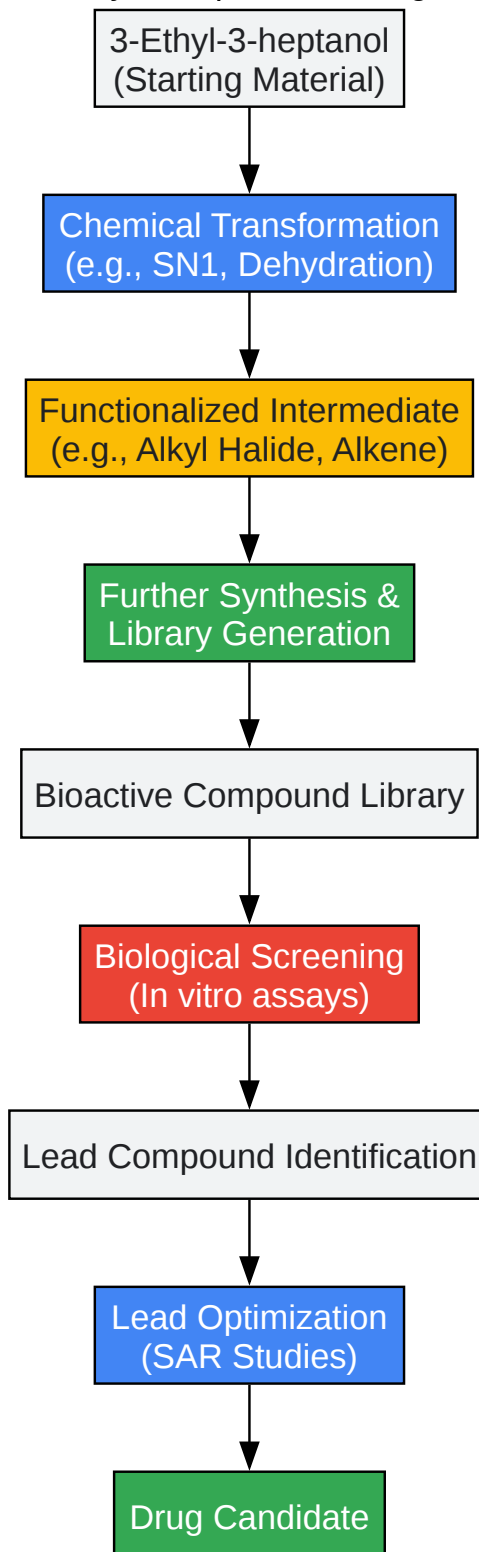 3-Ethyl-3-heptanol
(Starting Material)
Chemical Transformation
(e.g., SN1, Dehydration)
Functionalized Intermediate
(e.g., Alkyl Halide, Alkene)
Further Synthesis &
Library Generation
Bioactive Compound Library
Biological Screening
(In vitro assays)
Lead Compound Identification
Lead Optimization
(SAR Studies)
Drug Candidate